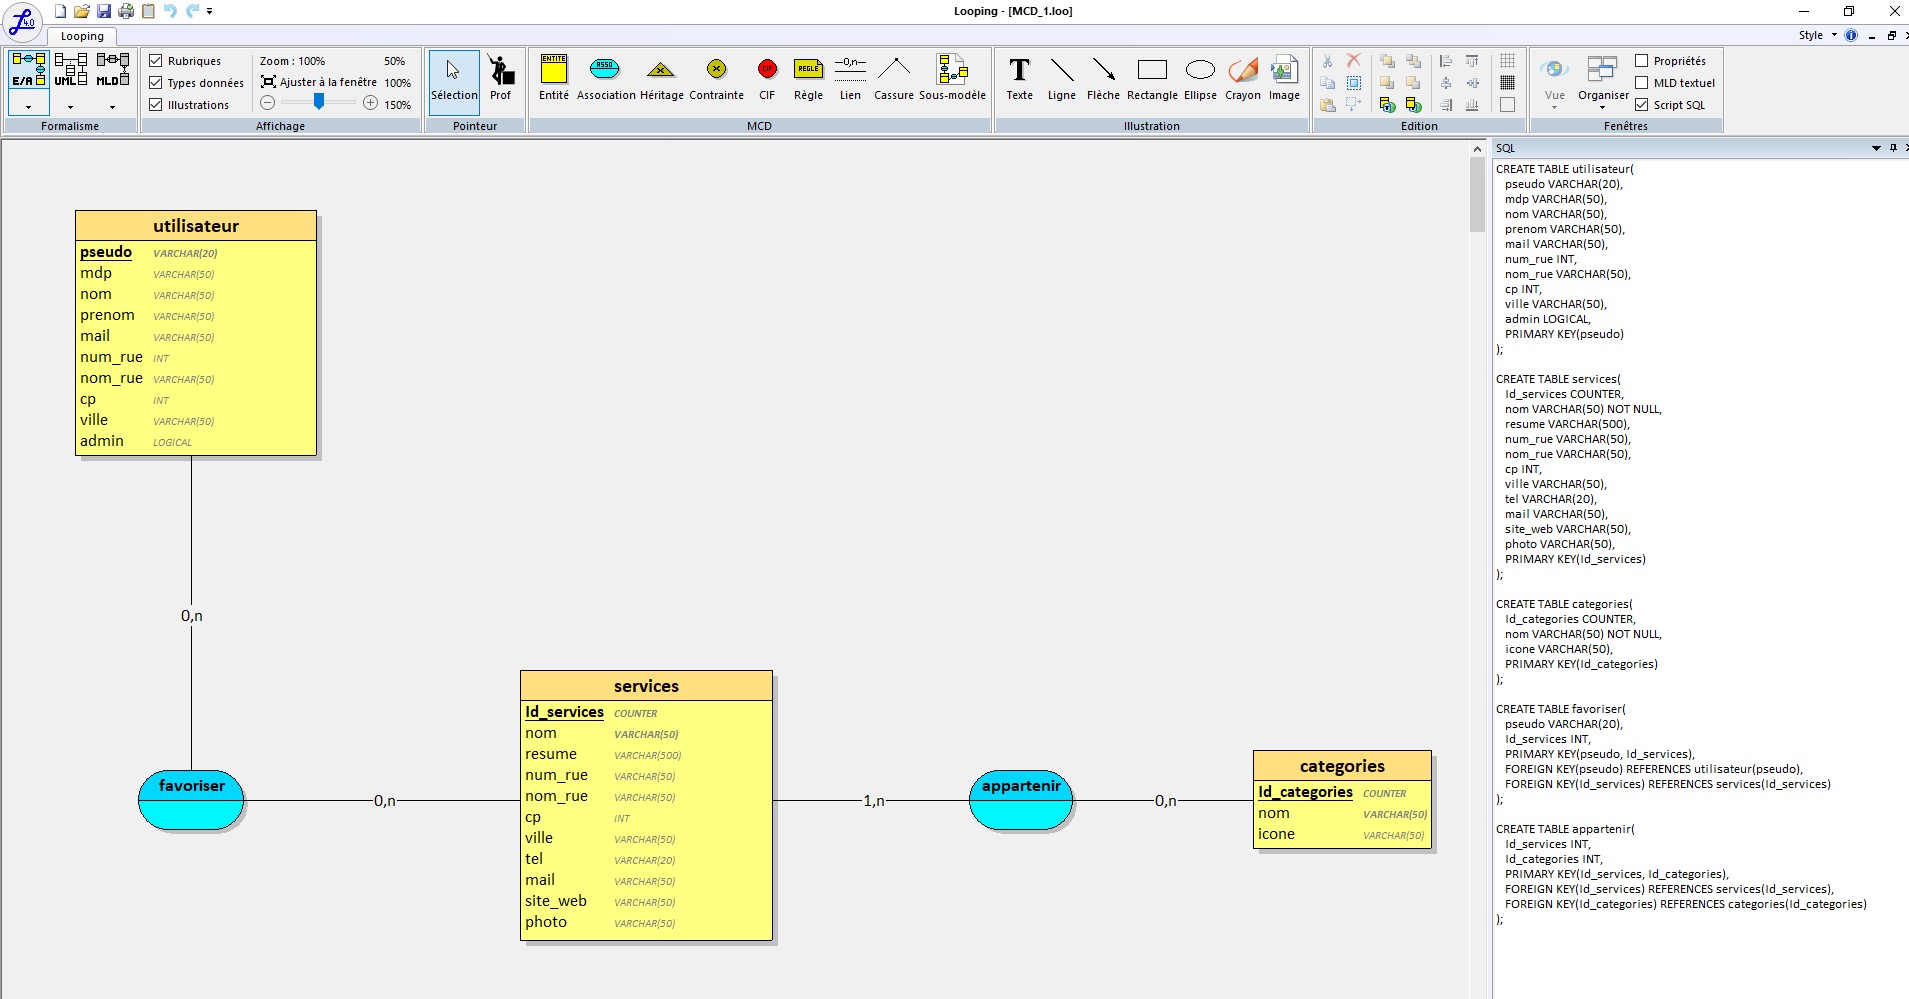 Looping - [MCD_1.loo]
4.0
Looping
Style
E/A
UML
MLD
Formalisme
Rubriques
Types données
Illustrations
Zoom : 100%
50%
Ajuster à la fenêtre
100%
150%
Affichage
Sélection
Prof
Pointeur
ENTITE
Entité
ASSO
Association
Héritage
Contrainte
CIF
CIF
REGLE
Règle
—0,n—
Lien
Cassure
Sous-modèle
MCD
T
Texte
Ligne
Flèche
Rectangle
Ellipse
Crayon
Image
Illustration
Edition
Vue
Organiser
Propriétés
MLD textuel
Script SQL
Fenêtres
utilisateur
pseudo VARCHAR(20)
mdp VARCHAR(50)
nom VARCHAR(50)
prenom VARCHAR(50)
mail VARCHAR(50)
num_rue INT
nom_rue VARCHAR(50)
cp INT
ville VARCHAR(50)
admin LOGICAL
0,n
favoriser
0,n
services
Id_services COUNTER
nom VARCHAR(50)
resume VARCHAR(500)
num_rue VARCHAR(50)
nom_rue VARCHAR(50)
cp INT
ville VARCHAR(50)
tel VARCHAR(20)
mail VARCHAR(50)
site_web VARCHAR(50)
photo VARCHAR(50)
1,n
appartenir
0,n
categories
Id_categories COUNTER
nom VARCHAR(50)
icone VARCHAR(50)
SQL
CREATE TABLE utilisateur(
pseudo VARCHAR(20),
mdp VARCHAR(50),
nom VARCHAR(50),
prenom VARCHAR(50),
mail VARCHAR(50),
num_rue INT,
nom_rue VARCHAR(50),
cp INT,
ville VARCHAR(50),
admin LOGICAL,
PRIMARY KEY(pseudo)
);
CREATE TABLE services(
Id_services COUNTER,
nom VARCHAR(50) NOT NULL,
resume VARCHAR(500),
num_rue VARCHAR(50),
nom_rue VARCHAR(50),
cp INT,
ville VARCHAR(50),
tel VARCHAR(20),
mail VARCHAR(50),
site_web VARCHAR(50),
photo VARCHAR(50),
PRIMARY KEY(Id_services)
);
CREATE TABLE categories(
Id_categories COUNTER,
nom VARCHAR(50) NOT NULL,
icone VARCHAR(50),
PRIMARY KEY(Id_categories)
);
CREATE TABLE favoriser(
pseudo VARCHAR(20),
Id_services INT,
PRIMARY KEY(pseudo, Id_services),
FOREIGN KEY(pseudo) REFERENCES utilisateur(pseudo),
FOREIGN KEY(Id_services) REFERENCES services(Id_services)
);
CREATE TABLE appartenir(
Id_services INT,
Id_categories INT,
PRIMARY KEY(Id_services, Id_categories),
FOREIGN KEY(Id_services) REFERENCES services(Id_services),
FOREIGN KEY(Id_categories) REFERENCES categories(Id_categories)
);